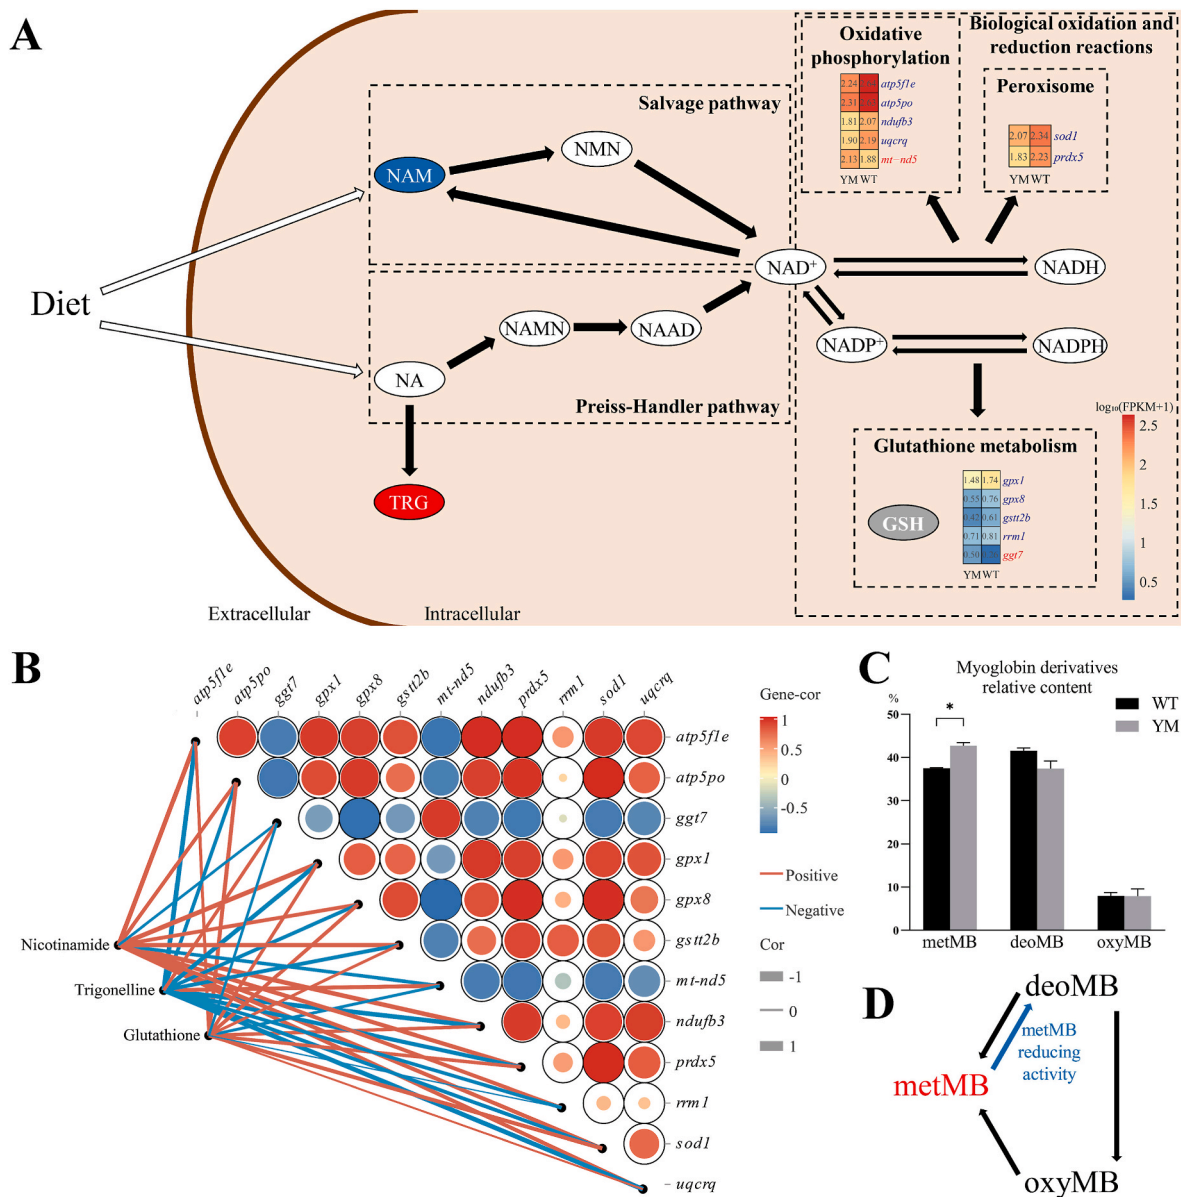 A
Oxidative
phosphorylation
2.24
atp5f1e
2.31
atp5po
1.81 2.07 ndufb3
1.90 2.19 uqcrq
2.13 1.88 mt-nd5
YM WT
Biological oxidation and
reduction reactions
Peroxisome
2.07 2.34 sod1
1.83 2.23 prdx5
YM WT
Salvage pathway
NAM
NMN
NAD+
NADH
Diet
NAMN
NAAD
NADP+
NADPH
NA
Preiss-Handler pathway
TRG
Glutathione metabolism
GSH
1.48 1.74 gpx1
0.55 0.76 gpx8
0.42 0.61 gstt2b
0.71 0.81 rrm1
0.50 ggt7
YM WT
log₁₀(FPKM+1)
2.5
2
1.5
1
0.5
Extracellular
Intracellular
B
atp5f1e
atp5po
ggt7
gpx1
gpx8
gstt2b
mt-nd5
ndufb3
prdx5
rrm1
sod1
uqcrq
atp5f1e
atp5po
ggt7
gpx1
gpx8
gstt2b
mt-nd5
ndufb3
prdx5
rrm1
sod1
uqcrq
Nicotinamide
Trigonelline
Glutathione
Gene-cor
1
0.5
0
-0.5
Positive
Negative
Cor
-1
0
1
C
Myoglobin derivatives
relative content
%
50
40
30
20
10
0
*
WT
YM
metMB
deoMB
oxyMB
D
deoMB
metMB
reducing
activity
metMB
oxyMB